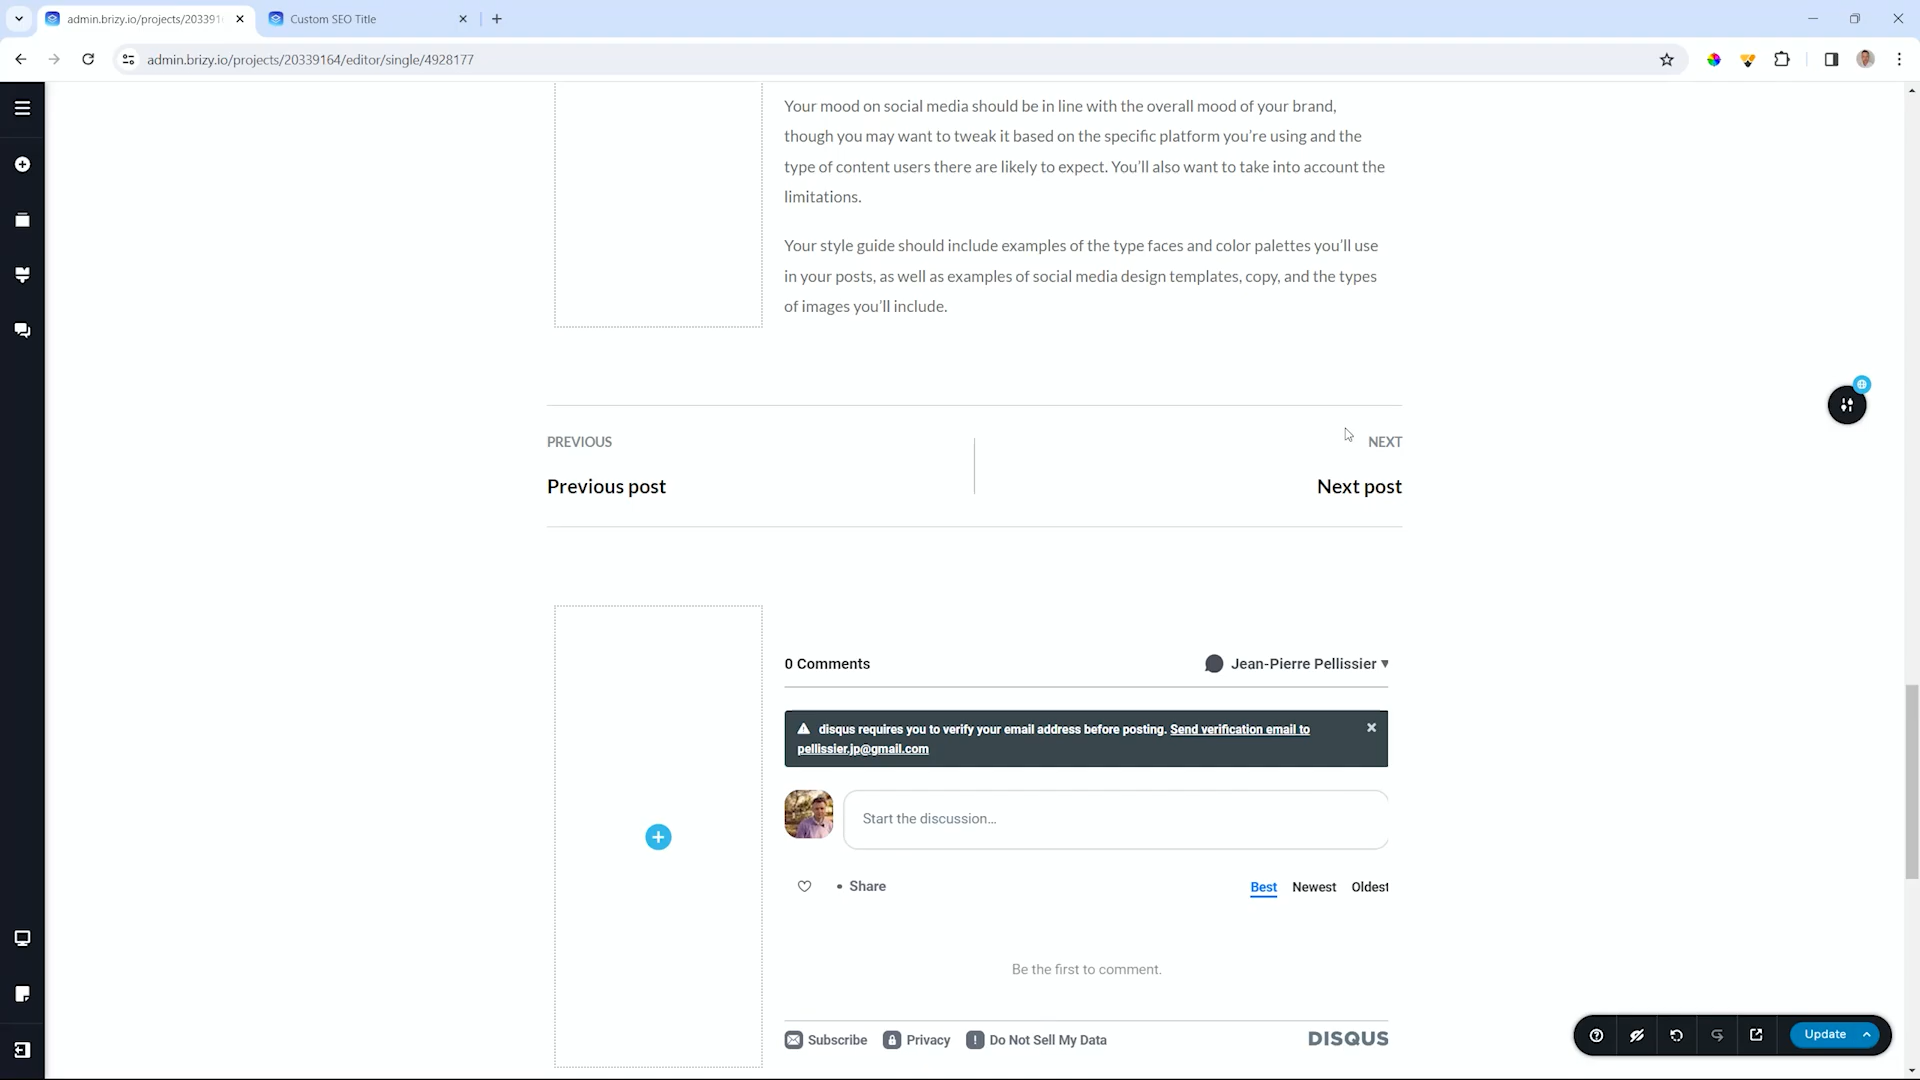 admin.brizy.io/projects/203391
Custom SEO Title
admin.brizy.io/projects/20339164/editor/single/4928177
Your mood on social media should be in line with the overall mood of your brand,
though you may want to tweak it based on the specific platform you’re using and the
type of content users there are likely to expect. You’ll also want to take into account the
limitations.
Your style guide should include examples of the type faces and color palettes you’ll use
in your posts, as well as examples of social media design templates, copy, and the types
of images you’ll include.
PREVIOUS
NEXT
Previous post
Next post
0 Comments
Jean-Pierre Pellissier
disqus requires you to verify your email address before posting. Send verification email to
pellissier.jp@gmail.com
Start the discussion...
• Share
Best Newest Oldest
Be the first to comment.
Subscribe Privacy Do Not Sell My Data
DISQUS
Update